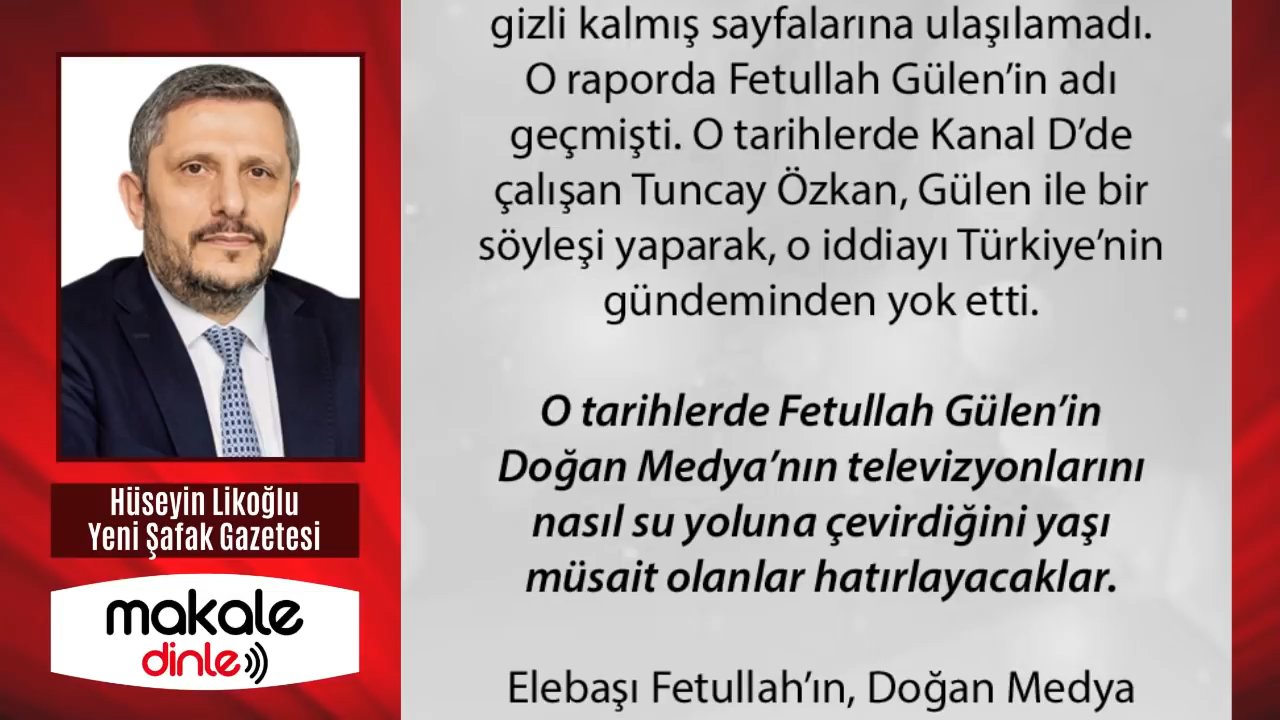 gizli kalmış sayfalarına ulaşılamadı.
O raporda Fetullah Gülen’in adı
geçmişti. O tarihlerde Kanal D’de
çalışan Tuncay Özkan, Gülen ile bir
söyleşi yaparak, o iddiayı Türkiye’nin
gündeminden yok etti.
O tarihlerde Fetullah Gülen’in
Doğan Medya’nın televizyonlarını
nasıl su yoluna çevirdiğini yaşı
müsait olanlar hatırlayacaklar.
Elebaşı Fetullah’ın, Doğan Medya
Hüseyin Likoğlu
Yeni Şafak Gazetesi
makale
dinle